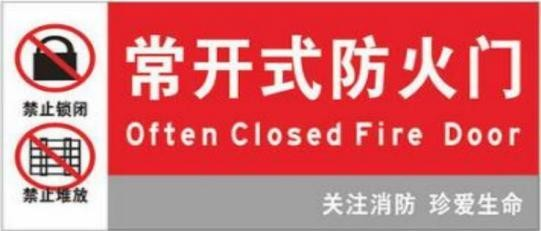 禁止锁闭
禁止堆放
常开式防火门
Often Closed Fire Door
关注消防 珍爱生命